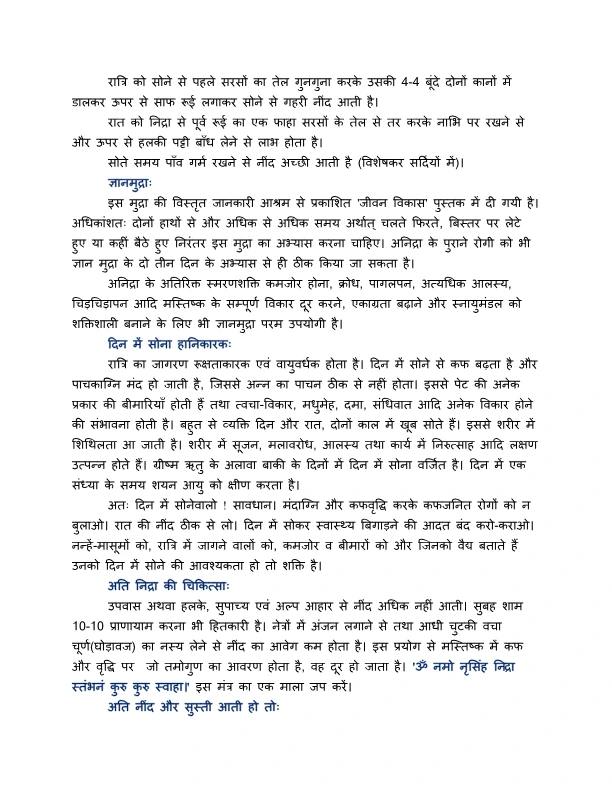 रात्रि को सोने से पहले सरसों का तेल गुनगुना करके उसकी 4-4 बूंदे दोनों कानों में
डालकर ऊपर से साफ रूई लगाकर सोने से गहरी नींद आती है।
रात को निद्रा से पूर्व रूई का एक फाहा सरसों के तेल से तर करके नाभि पर रखने से
और ऊपर से हलकी पट्टी बाँध लेने से लाभ होता है।
सोते समय पाँव गर्म रखने से नींद अच्छी आती है (विशेषकर सर्दियों में)।
ज्ञानमुद्राः
इस मुद्रा की विस्तृत जानकारी आश्रम से प्रकाशित 'जीवन विकास' पुस्तक में दी गयी है।
अधिकांशतः दोनों हाथों से और अधिक से अधिक समय अर्थात् चलते फिरते, बिस्तर पर लेटे
हुए या कहीं बैठे हुए निरंतर इस मुद्रा का अभ्यास करना चाहिए। अनिद्रा के पुराने रोगी को भी
ज्ञान मुद्रा के दो तीन दिन के अभ्यास से ही ठीक किया जा सकता है।
अनिद्रा के अतिरिक्त स्मरणशक्ति कमजोर होना, क्रोध, पागलपन, अत्यधिक आलस्य,
चिड़चिड़ापन आदि मस्तिष्क के सम्पूर्ण विकार दूर करने, एकाग्रता बढ़ाने और स्नायुमंडल को
शक्तिशाली बनाने के लिए भी ज्ञानमुद्रा परम उपयोगी है।
दिन में सोना हानिकारकः
रात्रि का जागरण रूक्षताकारक एवं वायुवर्धक होता है। दिन में सोने से कफ बढ़ता है और
पाचकाग्नि मंद हो जाती है, जिससे अन्न का पाचन ठीक से नहीं होता। इससे पेट की अनेक
प्रकार की बीमारियाँ होती हैं तथा त्वचा-विकार, मधुमेह, दमा, संधिवात आदि अनेक विकार होने
की संभावना होती है। बहुत से व्यक्ति दिन और रात, दोनों काल में खूब सोते हैं। इससे शरीर में
शिथिलता आ जाती है। शरीर में सूजन, मलावरोध, आलस्य तथा कार्य में निरुत्साह आदि लक्षण
उत्पन्न होते हैं। ग्रीष्म ऋतु के अलावा बाकी के दिनों में दिन में सोना वर्जित है। दिन में एक
संध्या के समय शयन आयु को क्षीण करता है।
अतः दिन में सोनेवालो ! सावधान। मंदाग्नि और कफवृद्धि करके कफजनित रोगों को न
बुलाओ। रात की नींद ठीक से लो। दिन में सोकर स्वास्थ्य बिगाड़ने की आदत बंद करो-कराओ।
नन्हें-मासूमों को, रात्रि में जागने वालों को, कमजोर व बीमारों को और जिनको वैद्य बताते हैं
उनको दिन में सोने की आवश्यकता हो तो शक्ति है।
अति निद्रा की चिकित्साः
उपवास अथवा हलके, सुपाच्य एवं अल्प आहार से नींद अधिक नहीं आती। सुबह शाम
10-10 प्राणायाम करना भी हितकारी है। नेत्रों में अंजन लगाने से तथा आधी चुटकी वचा
चूर्ण(घोड़ावज) का नस्य लेने से नींद का आवेग कम होता है। इस प्रयोग से मस्तिष्क में कफ
और वृद्धि पर जो तमोगुण का आवरण होता है, वह दूर हो जाता है। 'ॐ नमो नृसिंह निद्रा
स्तंभनं कुरु कुरु स्वाहा।' इस मंत्र का एक माला जप करें।
अति नींद और सुस्ती आती हो तोः